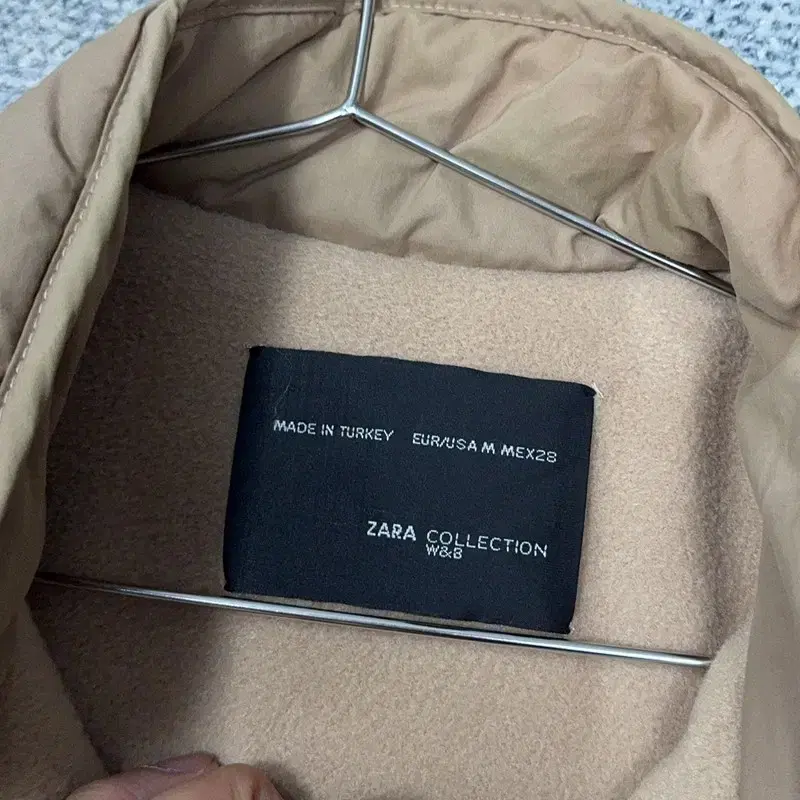 MADE IN TURKEY EUR/USA M MEX28
ZARA COLLECTION
W&B